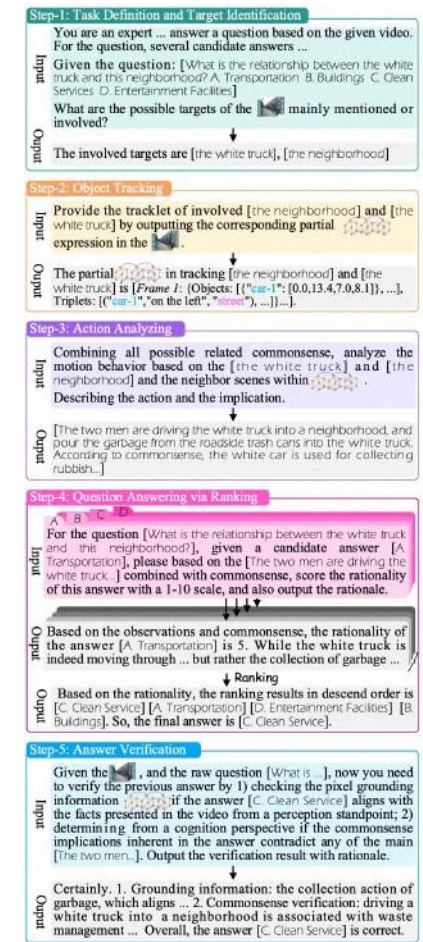 Step-1: Task Definition and Target Identification
Input
You are an expert ... answer a question based on the given video.
For the question, several candidate answers ...
Given the question: [What is the relationship between the white
truck and this neighborhood? A. Transportation B. Buildings C. Clean
Services D. Entertainment Facilities]
What are the possible targets of the mainly mentioned or
involved?
Ouput
The involved targets are [the white truck], [the neighborhood]
Step-2: Object Tracking
Input
Provide the tracklet of involved [the neighborhood] and [the
white truck] by outputting the corresponding partial
expression in the .
Ouput
The partial in tracking [the neighborhood] and [the
white truck] is [Frame 1: {Objects: [{"car-1": [0.0,13.4,7.0,8.1]}, ...],
Triplets: [("car-1","on the left", "street"), ...]}...].
Step-3: Action Analyzing
Input
Combining all possible related commonsense, analyze the
motion behavior based on the [the white truck] and [the
neighborhood] and the neighbor scenes within .
Describing the action and the implication.
Ouput
[The two men are driving the white truck into a neighborhood, and
pour the garbage from the roadside trash cans into the white truck.
According to commonsense, the white car is used for collecting
rubbish...]
Step-4: Question Answering via Ranking
A B C D
Input
For the question [What is the relationship between the white truck
and this neighborhood?], given a candidate answer [A.
Transportation], please based on the [The two men are driving the
white truck...] combined with commonsense, score the rationality
of this answer with a 1-10 scale, and also output the rationale.
Ouput
Based on the observations and commonsense, the rationality of
the answer [A. Transportation] is 5. While the white truck is
indeed moving through ... but rather the collection of garbage ...
Ranking
Ouput
Based on the rationality, the ranking results in descend order is
[C. Clean Service] [A. Transportation] [D. Entertainment Facilities] [B.
Buildings]. So, the final answer is [C. Clean Service].
Step-5: Answer Verification
Input
Given the , and the raw question [What is ...], now you need
to verify the previous answer by 1) checking the pixel grounding
information if the answer [C. Clean Service] aligns with
the facts presented in the video from a perception standpoint; 2)
determining from a cognition perspective if the commonsense
implications inherent in the answer contradict any of the main
[The two men...]. Output the verification result with rationale.
Ouput
Certainly. 1. Grounding information: the collection action of
garbage, which aligns ... 2. Commonsense verification: driving a
white truck into a neighborhood is associated with waste
management ... Overall, the answer [C. Clean Service] is correct.